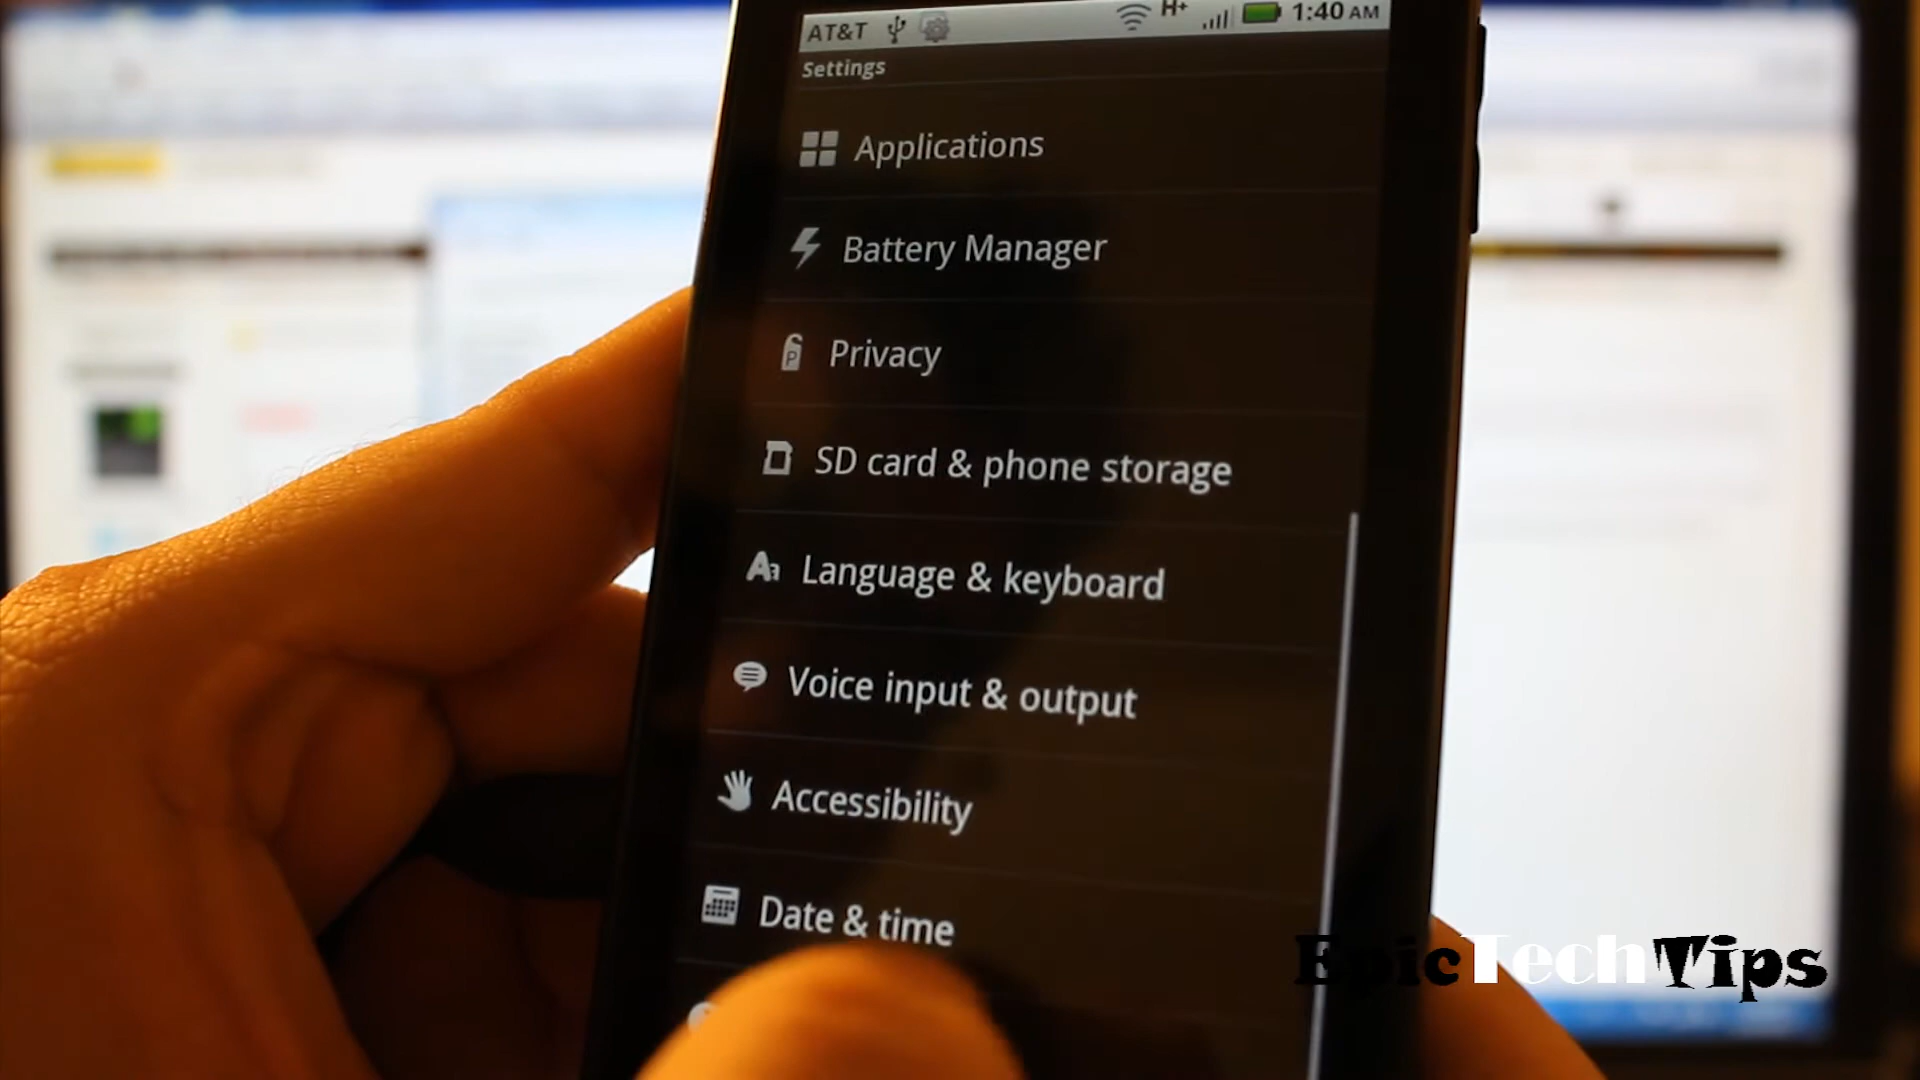 AT&T H+ 1:40 AM
Settings
Applications
Battery Manager
Privacy
SD card & phone storage
Language & keyboard
Voice input & output
Accessibility
Date & time
EpicTechTips